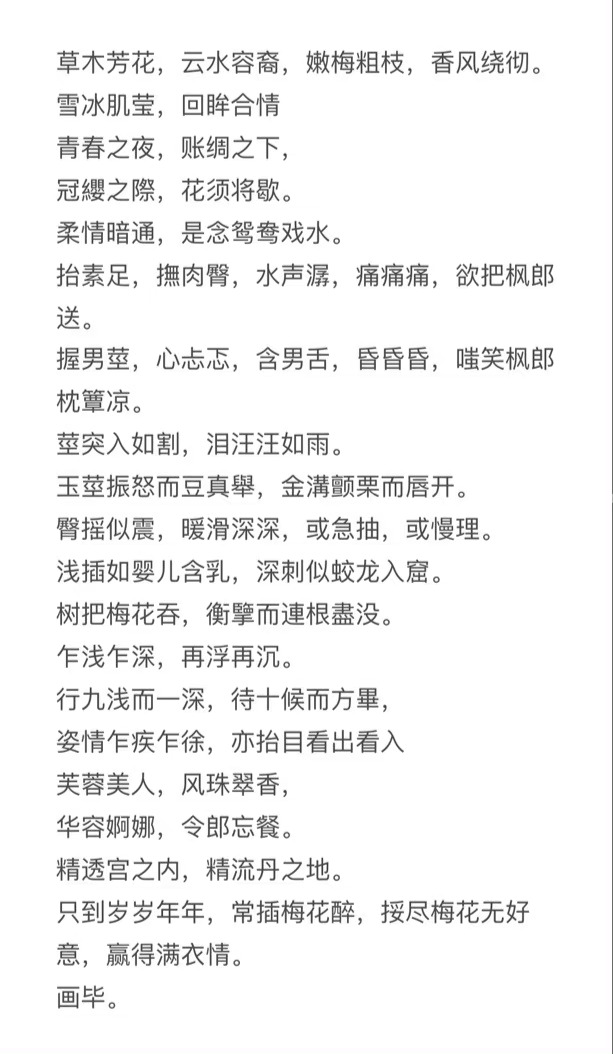 草木芳花，云水容裔，嫩梅粗枝，香风绕彻。
雪冰肌莹，回眸合情
青春之夜，账绸之下，
冠纓之際，花须将歇。
柔情暗通，是念鸳鸯戏水。
抬素足，撫肉臀，水声潺，痛痛痛，欲把枫郎
送。
握男莖，心忐忑，含男舌，昏昏昏，嗤笑枫郎
枕簟凉。
莖突入如割，泪汪汪如雨。
玉莖振怒而豆真舉，金溝颤栗而唇开。
臀摇似震，暖滑深深，或急抽，或慢理。
浅插如婴儿含乳，深刺似蛟龙入窟。
树把梅花吞，衡擎而連根盡没。
乍浅乍深，再浮再沉。
行九浅而一深，待十候而方畢，
姿情乍疾乍徐，亦抬目看出看入
芙蓉美人，风珠翠香，
华容婀娜，令郎忘餐。
精透宫之内，精流丹之地。
只到岁岁年年，常插梅花醉，挼尽梅花无好
意，赢得满衣情。
画毕。